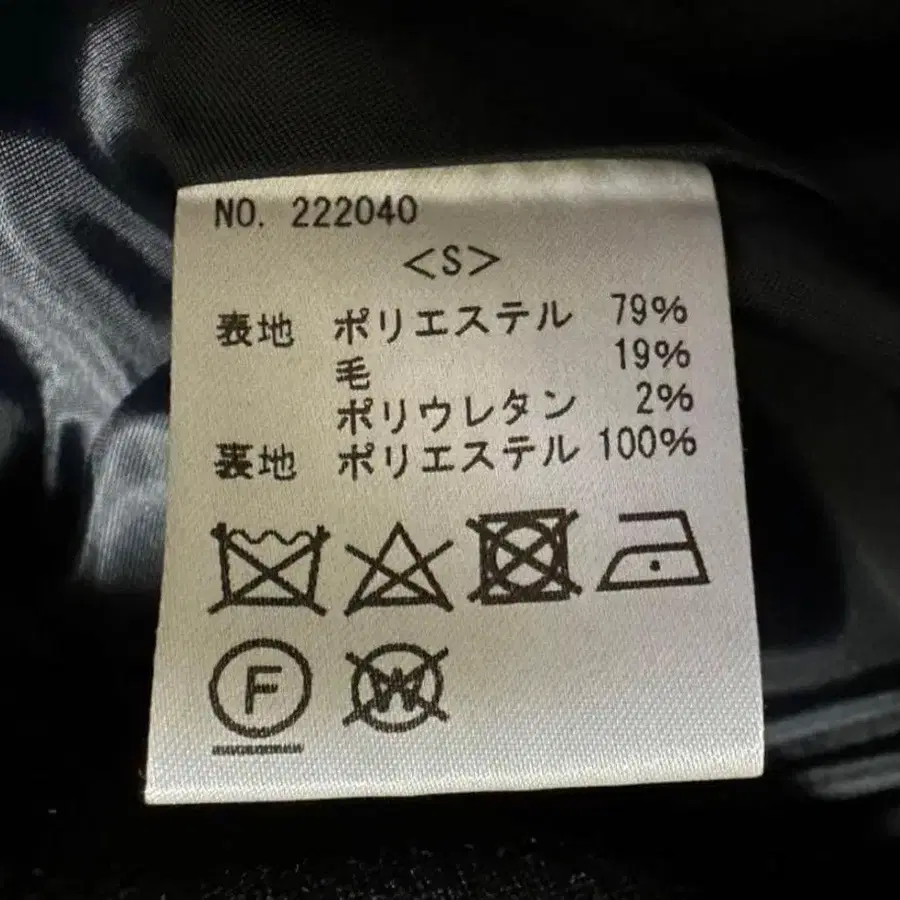 NO. 222040
<S>
表地 ポリエステル 79%
毛 19%
ポリウレタン 2%
裏地 ポリエステル 100%
F
W